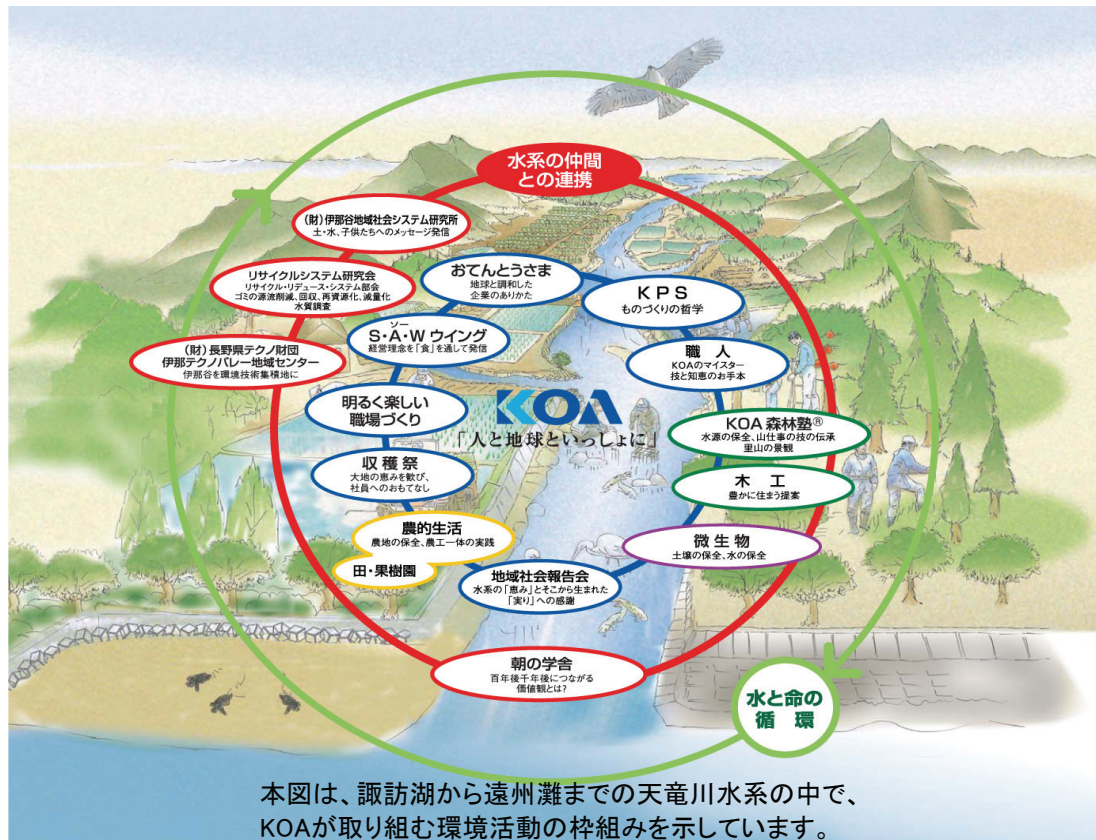 水系の仲間
との連携
(財)伊那谷地域社会システム研究所
土・水、子供たちへのメッセージ発信
リサイクルシステム研究会
リサイクル・リデュース・システム部会
ゴミの源流削減、回収、再資源化、減量化
水質調査
(財)長野県テクノ財団
伊那テクノバレー地域センター
伊那谷を環境技術集積地に
おてんとうさま
地球と調和した
企業のありかた
KPS
ものづくりの哲学
ソー
S・A・Wウイング
経営理念を「食」を通して発信
職人
KOAのマイスター
技と知恵のお手本
明るく楽しい
職場づくり
KOA
「人と地球といっしょに」
KOA森林塾®
水源の保全、山仕事の技の伝承
里山の景観
収穫祭
大地の恵みを歓び、
社員へのおもてなし
木工
豊かに住まう提案
農的生活
農地の保全、農工一体の実践
田・果樹園
微生物
土壌の保全、水の保全
地域社会報告会
水系の「恵み」とそこから生まれた
「実り」への感謝
朝の学舎
百年後千年後につながる
価値観とは?
水と命の
循環
本図は、諏訪湖から遠州灘までの天竜川水系の中で、
KOAが取り組む環境活動の枠組みを示しています。